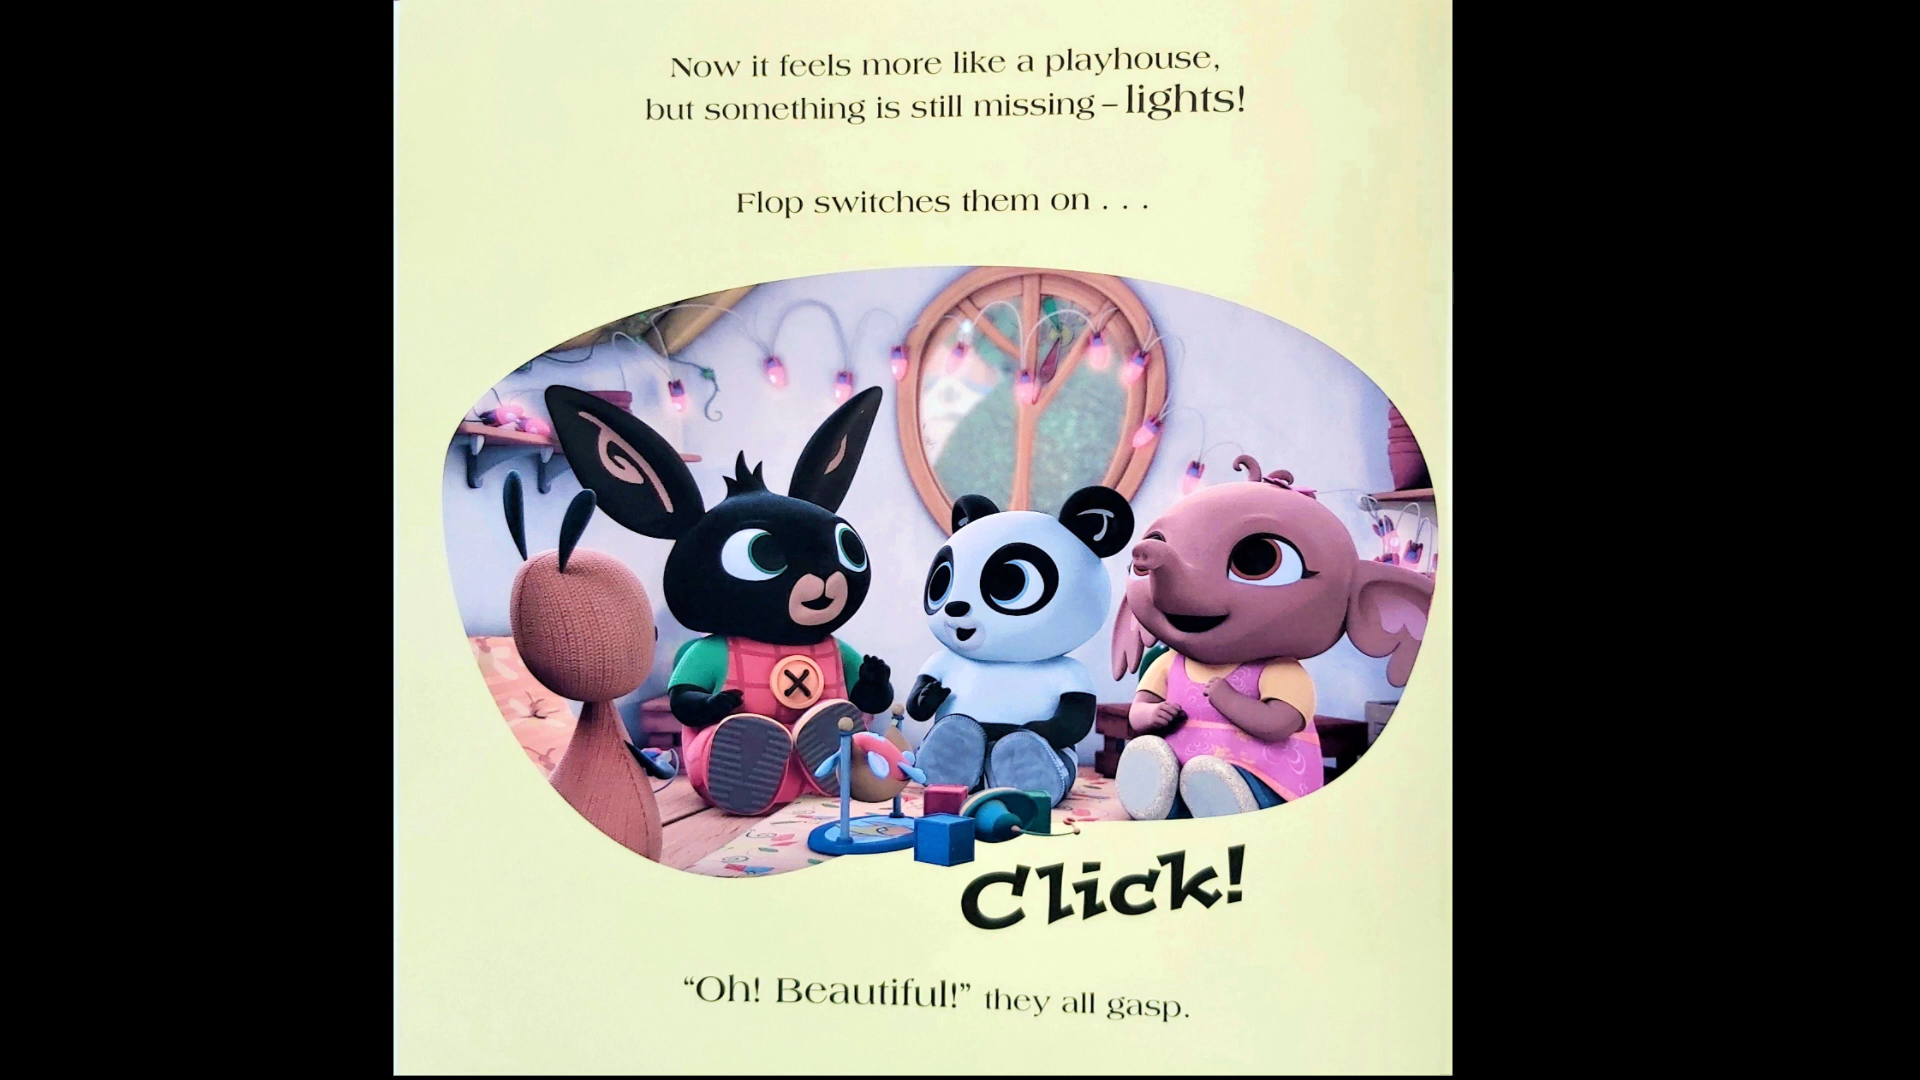 Now it feels more like a playhouse,
but something is still missing – lights!
Flop switches them on . . .
Click!
“Oh! Beautiful!” they all gasp.